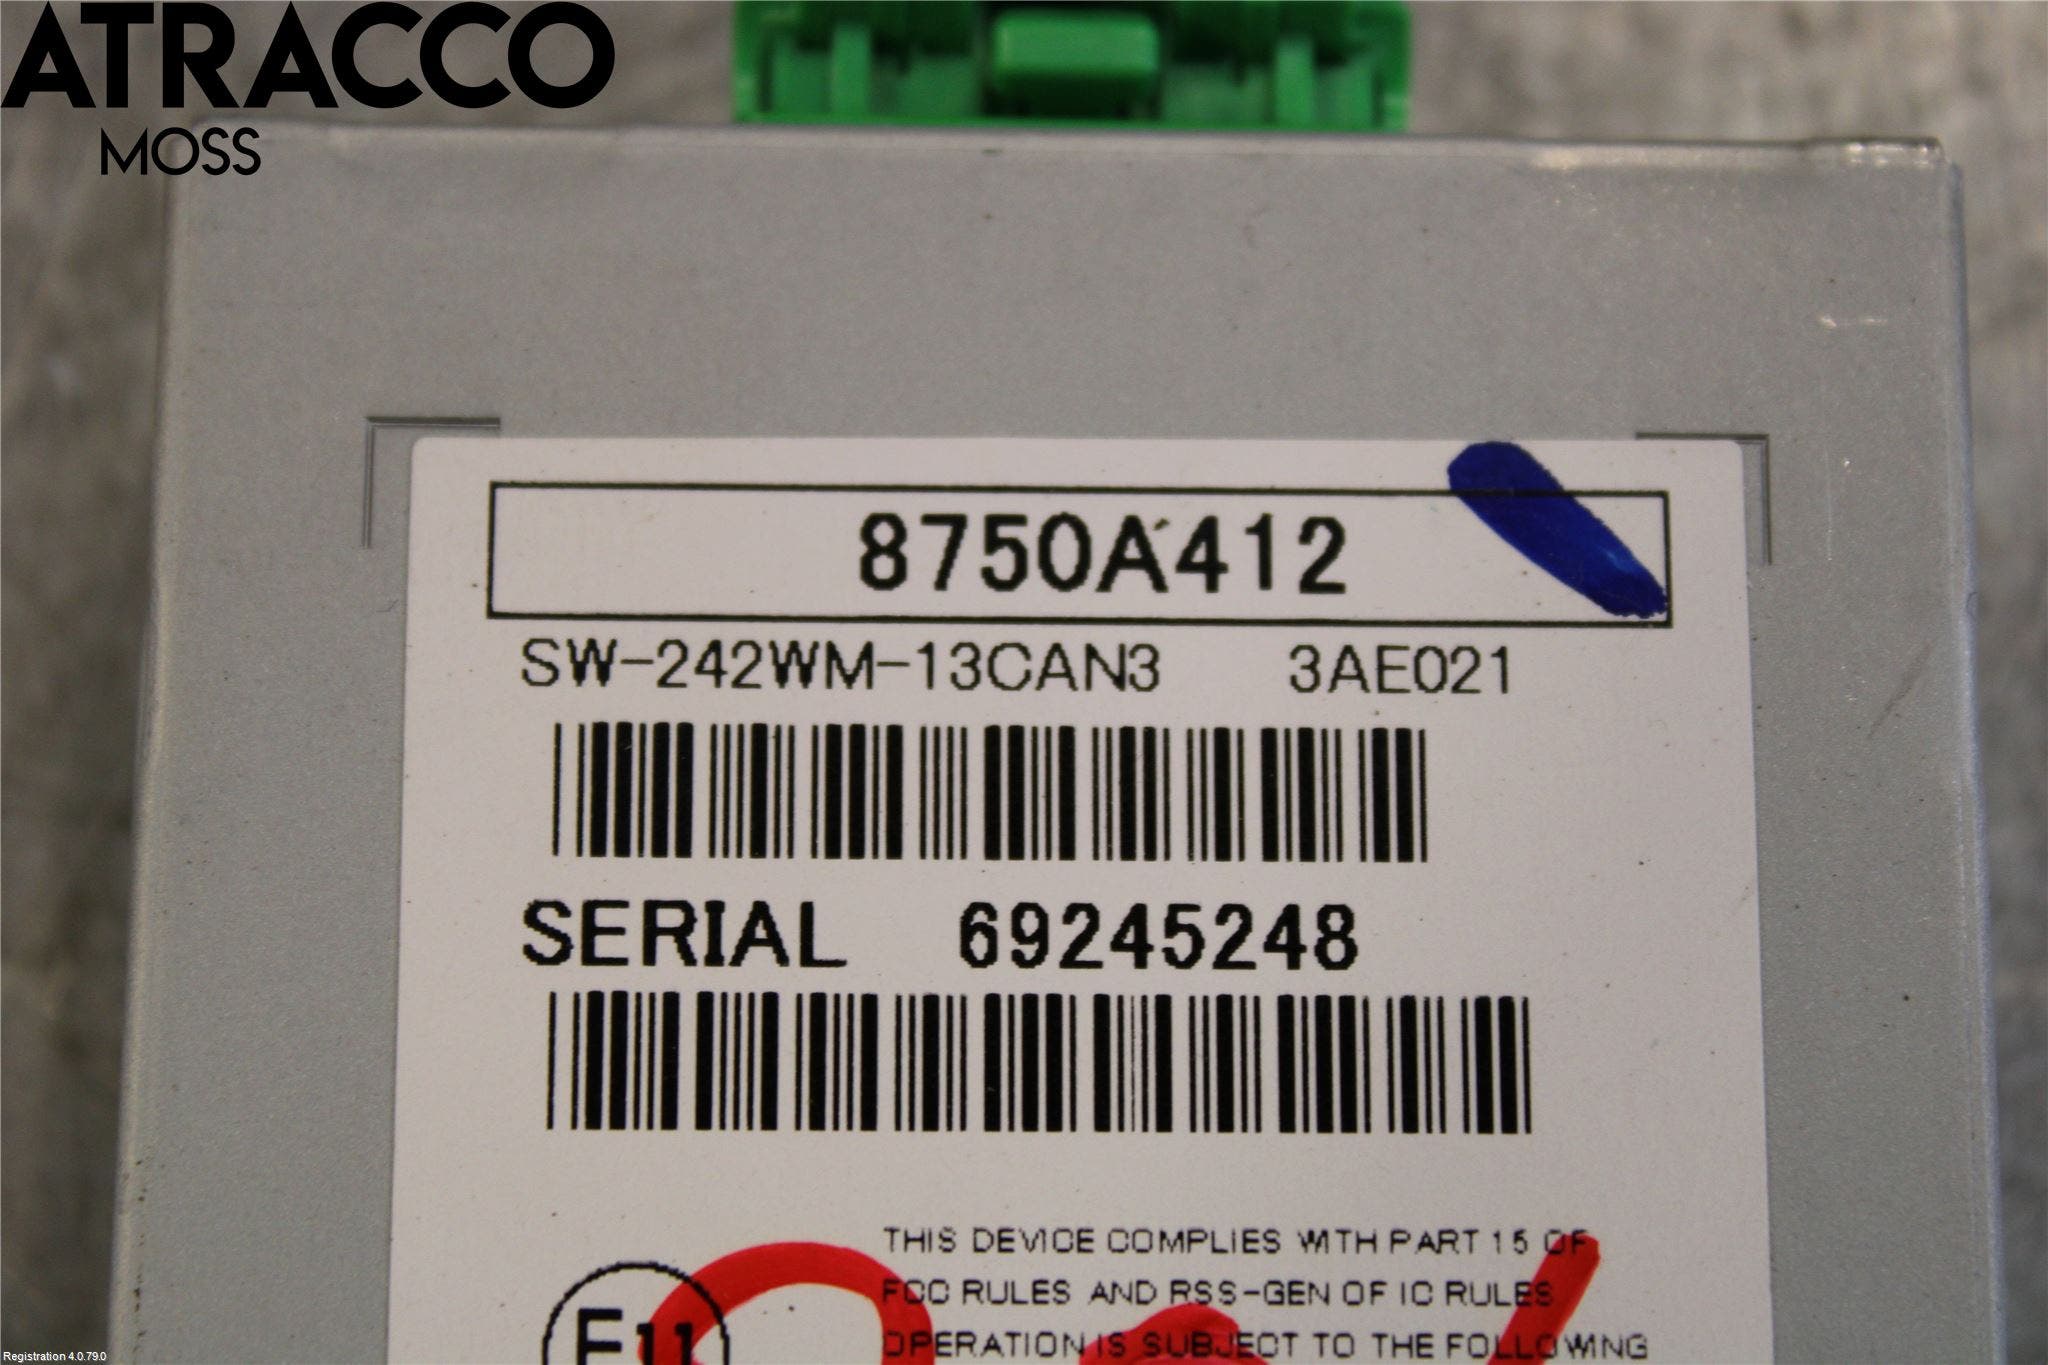 ATRACCO
MOSS
8750A412
SW-242WM-13CAN3 3AE021
SERIAL 69245248
THIS DEVICE COMPLIES WITH PART 15 OF
FCC RULES AND RSS-GEN OF IC RULES
E11
OPERATION IS SUBJECT TO THE FOLLOWING
Registration 4.0.79.0